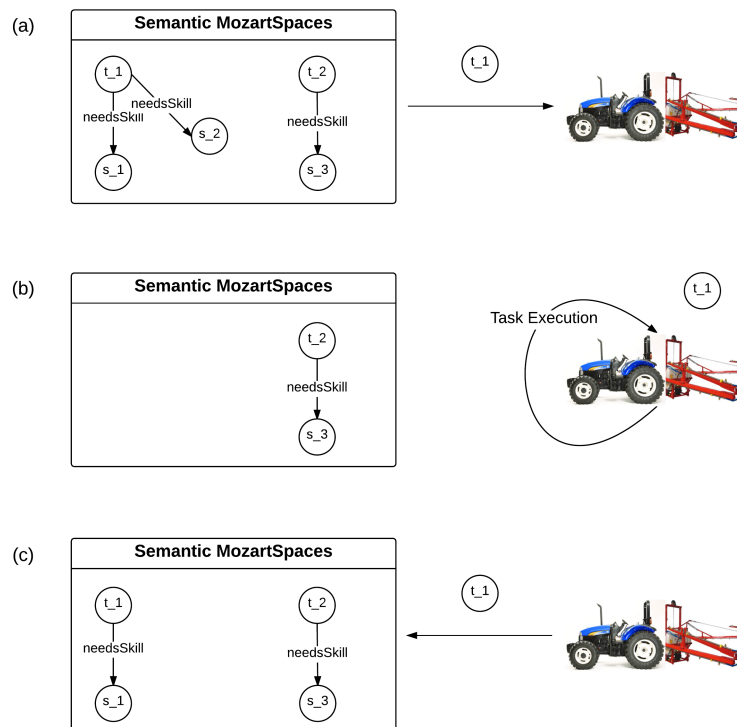 (a)
Semantic MozartSpaces
t_1
t_2
needsSkill
needsSkill
needsSkill
s_2
s_1
s_3
t_1
(b)
Semantic MozartSpaces
t_2
needsSkill
s_3
t_1
Task Execution
(c)
Semantic MozartSpaces
t_1
t_2
needsSkill
needsSkill
s_1
s_3
t_1